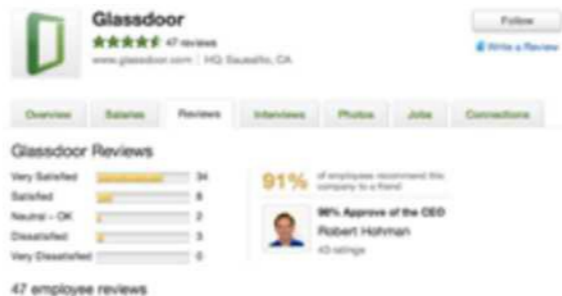 Glassdoor
47 reviews
www.glassdoor.com | HQ: Sausalito, CA
Follow
Write a Review
Overview
Salaries
Reviews
Interviews
Photos
Jobs
Connections
Glassdoor Reviews
Very Satisfied 34
Satisfied 8
Neutral – OK 2
Dissatisfied 3
Very Dissatisfied 0
91% of employees recommend this
company to a friend
Approve of the CEO
Robert Hohman
43 ratings
47 employee reviews